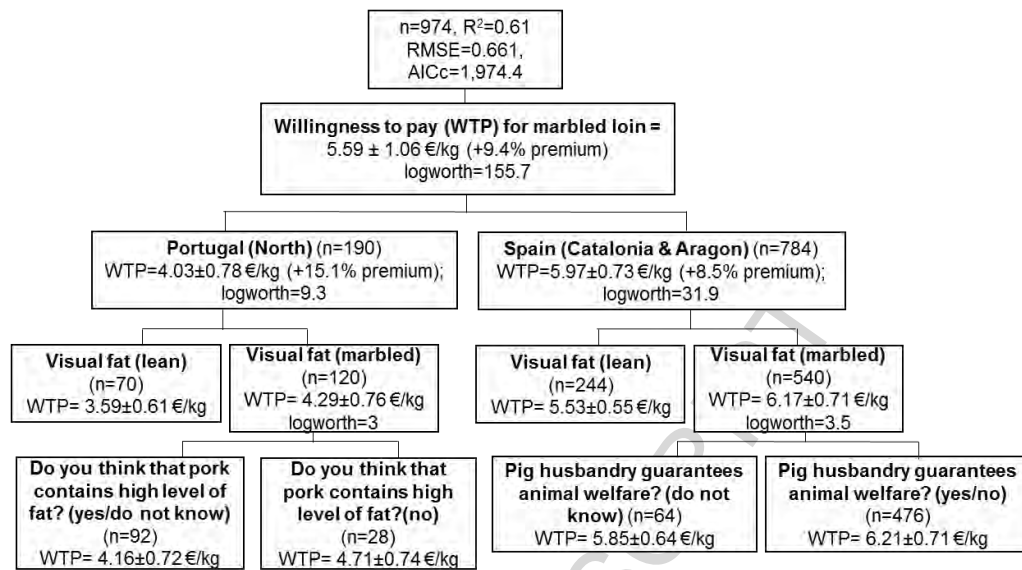 n=974, R²=0.61
RMSE=0.661,
AICc=1,974.4
Willingness to pay (WTP) for marbled loin =
5.59 ± 1.06 €/kg (+9.4% premium)
logworth=155.7
Portugal (North) (n=190)
WTP=4.03±0.78 €/kg (+15.1% premium);
logworth=9.3
Spain (Catalonia & Aragon) (n=784)
WTP=5.97±0.73 €/kg (+8.5% premium);
logworth=31.9
Visual fat (lean)
(n=70)
WTP= 3.59±0.61 €/kg
Visual fat (marbled)
(n=120)
WTP= 4.29±0.76 €/kg
logworth=3
Visual fat (lean)
(n=244)
WTP= 5.53±0.55 €/kg
Visual fat (marbled)
(n=540)
WTP= 6.17±0.71 €/kg
logworth=3.5
Do you think that pork
contains high level of
fat? (yes/do not know)
(n=92)
WTP= 4.16±0.72 €/kg
Do you think that
pork contains high
level of fat?(no)
(n=28)
WTP= 4.71±0.74 €/kg
Pig husbandry guarantees
animal welfare? (do not
know) (n=64)
WTP= 5.85±0.64 €/kg
Pig husbandry guarantees
animal welfare? (yes/no)
(n=476)
WTP= 6.21±0.71 €/kg